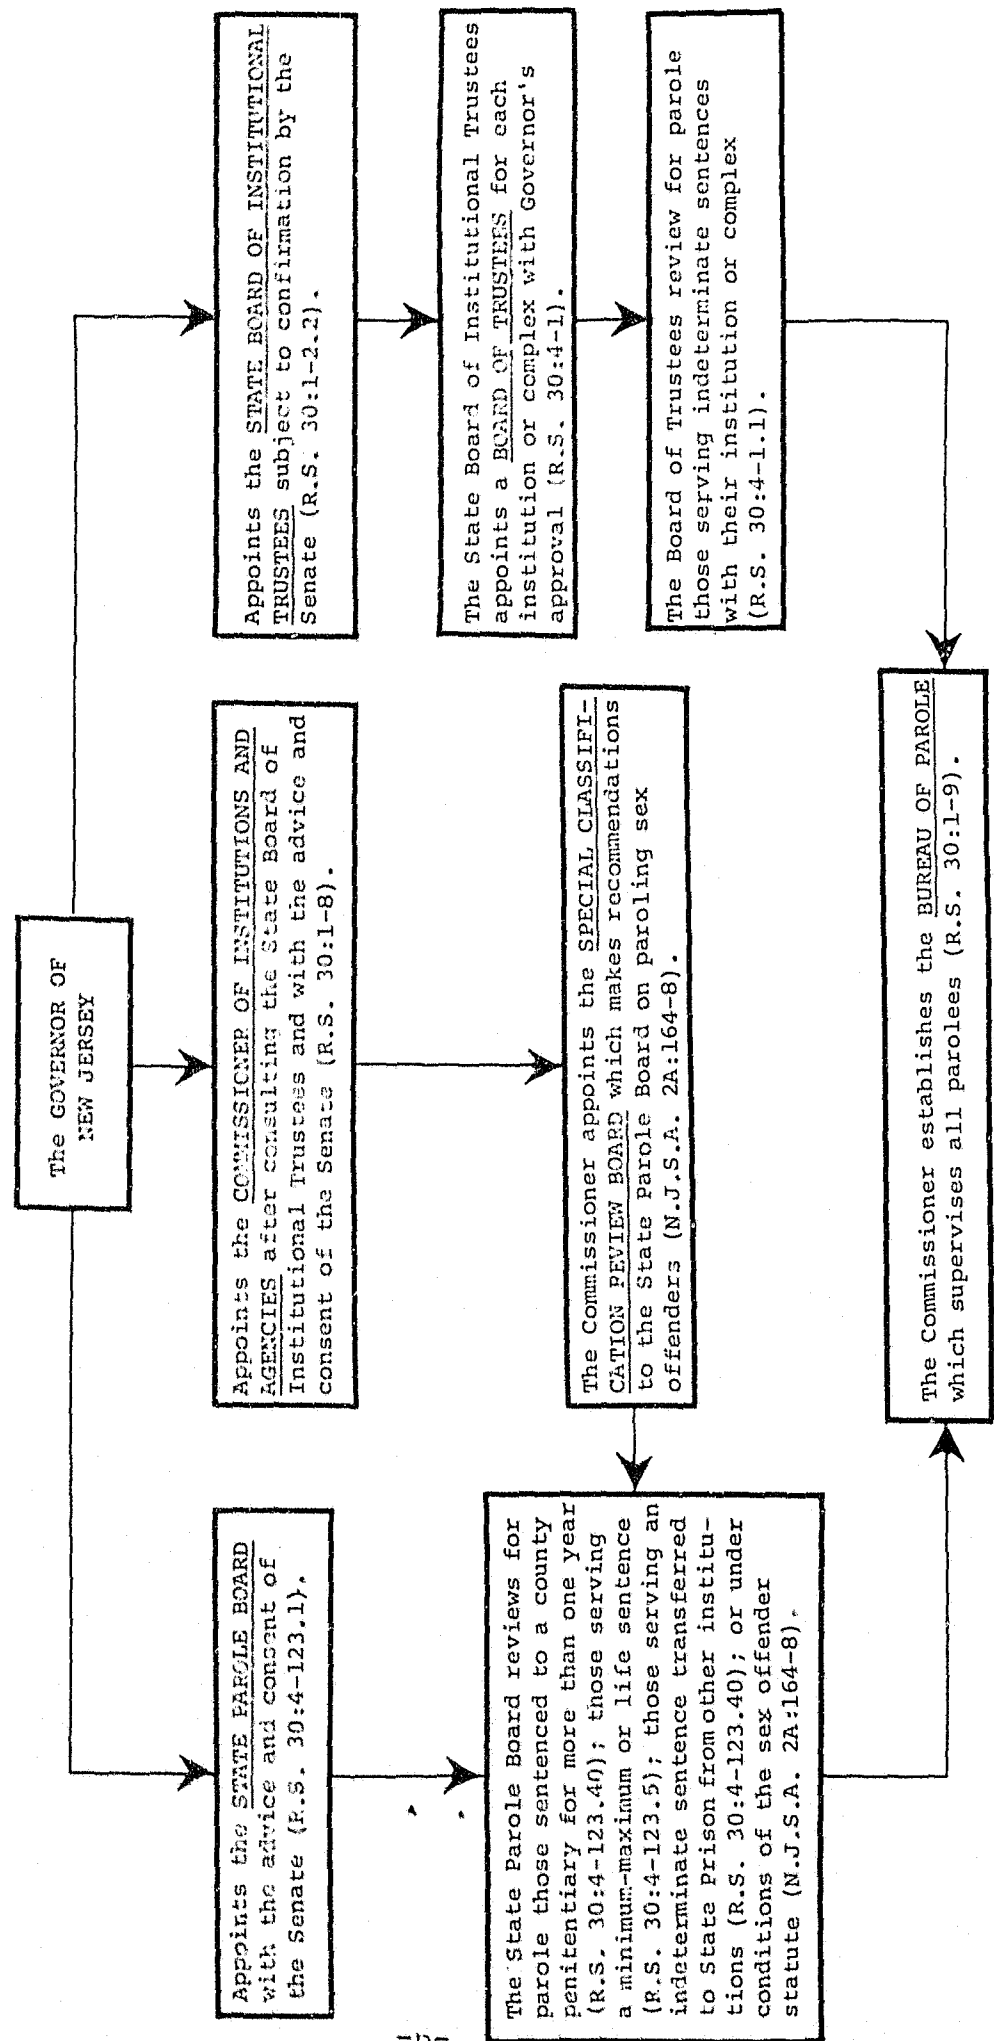 The GOVERNOR OF
NEW JERSEY
Appoints the STATE PAROLE BOARD
with the advice and consent of
the Senate (R.S. 30:4-123.1).
Appoints the COMMISSIONER OF INSTITUTIONS AND
AGENCIES after consulting the State Board of
Institutional Trustees and with the advice and
consent of the Senate (R.S. 30:1-8).
Appoints the STATE BOARD OF INSTITUTIONAL
TRUSTEES subject to confirmation by the
Senate (R.S. 30:1-2.2).
The State Board of Institutional Trustees
appoints a BOARD OF TRUSTEES for each
institution or complex with Governor's
approval (R.S. 30:4-1).
The State Parole Board reviews for
parole those sentenced to a county
penitentiary for more than one year
(R.S. 30:4-123.40); those serving
a minimum-maximum or life sentence
(R.S. 30:4-123.5); those serving an
indeterminate sentence transferred
to State Prison from other institu-
tions (R.S. 30:4-123.40); or under
conditions of the sex offender
statute (N.J.S.A. 2A:164-8).
The Commissioner appoints the SPECIAL CLASSIFI-
CATION REVIEW BOARD which makes recommendations
to the State Parole Board on paroling sex
offenders (N.J.S.A. 2A:164-8).
The Board of Trustees review for parole
those serving indeterminate sentences
with their institution or complex
(R.S. 30:4-1.1).
The Commissioner establishes the BUREAU OF PAROLE
which supervises all parolees (R.S. 30:1-9).